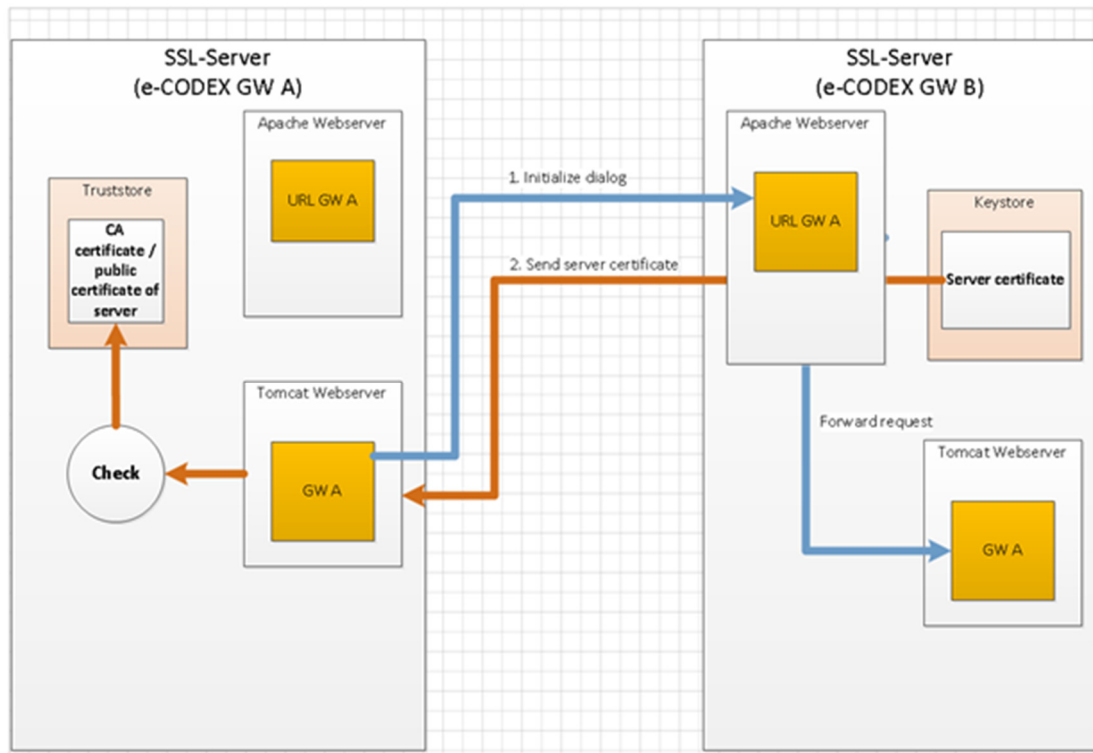 SSL-Server
(e-CODEX GW A)
Apache Webserver
URL GW A
Truststore
CA
certificate /
public
certificate of
server
Tomcat Webserver
GW A
Check
1. Initialize dialog
2. Send server certificate
SSL-Server
(e-CODEX GW B)
Apache Webserver
URL GW A
Keystore
Server certificate
Forward request
Tomcat Webserver
GW A